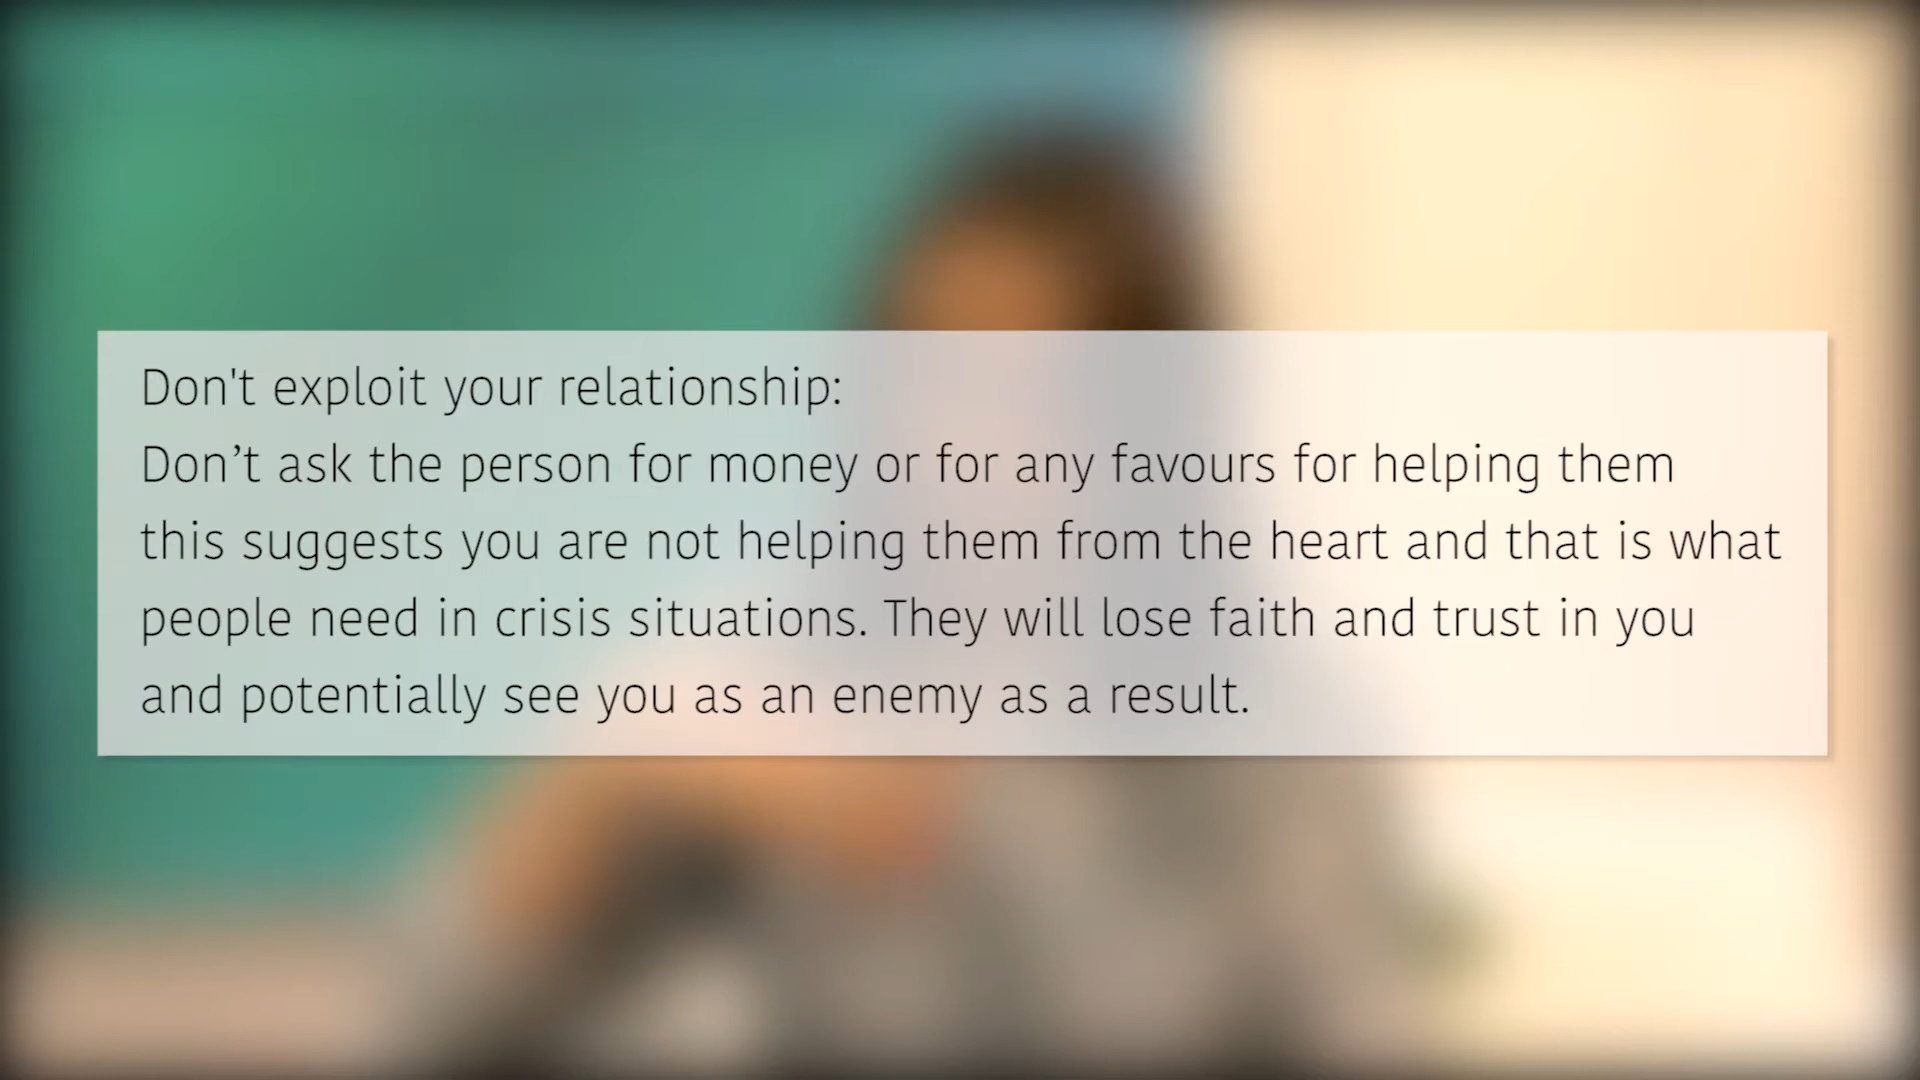 Don't exploit your relationship:
Don’t ask the person for money or for any favours for helping them
this suggests you are not helping them from the heart and that is what
people need in crisis situations. They will lose faith and trust in you
and potentially see you as an enemy as a result.